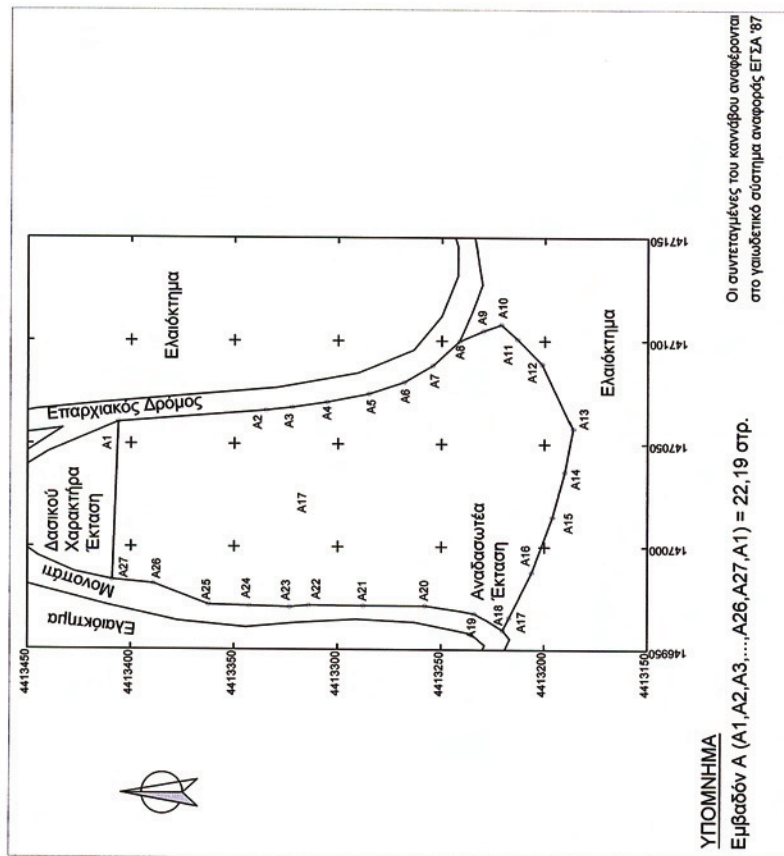 4413450
4413400
4413350
4413300
4413250
4413200
4413150
146950
147000
147050
147100
147150
Ελαιόκτημα
Μονοπάτι
Δασικού
Χαρακτήρα
Έκταση
Επαρχιακός Δρόμος
Ελαιόκτημα
Αναδασωτέα
Έκταση
Ελαιόκτημα
A1
A2
A3
A4
A5
A6
A7
A8
A9
A10
A11
A12
A13
A14
A15
A16
A17
A18
A19
A20
A21
A22
A23
A24
A25
A26
A27
A17
ΥΠΟΜΝΗΜΑ
Εμβαδόν Α (Α1,Α2,Α3,...,Α26,Α27,Α1) = 22,19 στρ.
Οι συντεταγμένες του καννάβου αναφέρονται
στο γαιωδετικό σύστημα αναφοράς ΕΓΣΑ '87